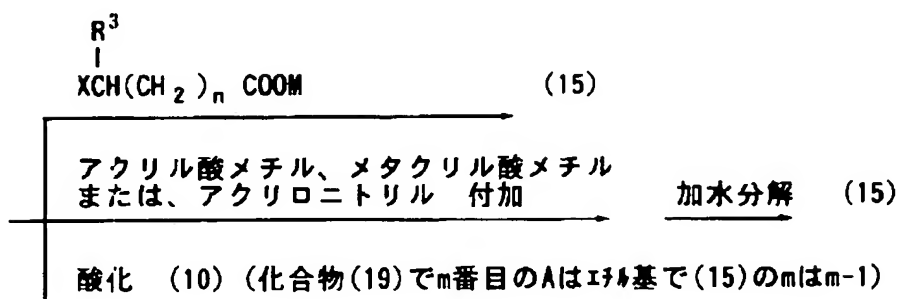 R³
XCH(CH₂)ₙ COOM (15)
アクリル酸メチル、メタクリル酸メチル
または、アクリロニトリル 付加 加水分解 (15)
酸化 (10) (化合物(19)でm番目のAはｴﾁﾙ基で(15)のmはm-1)